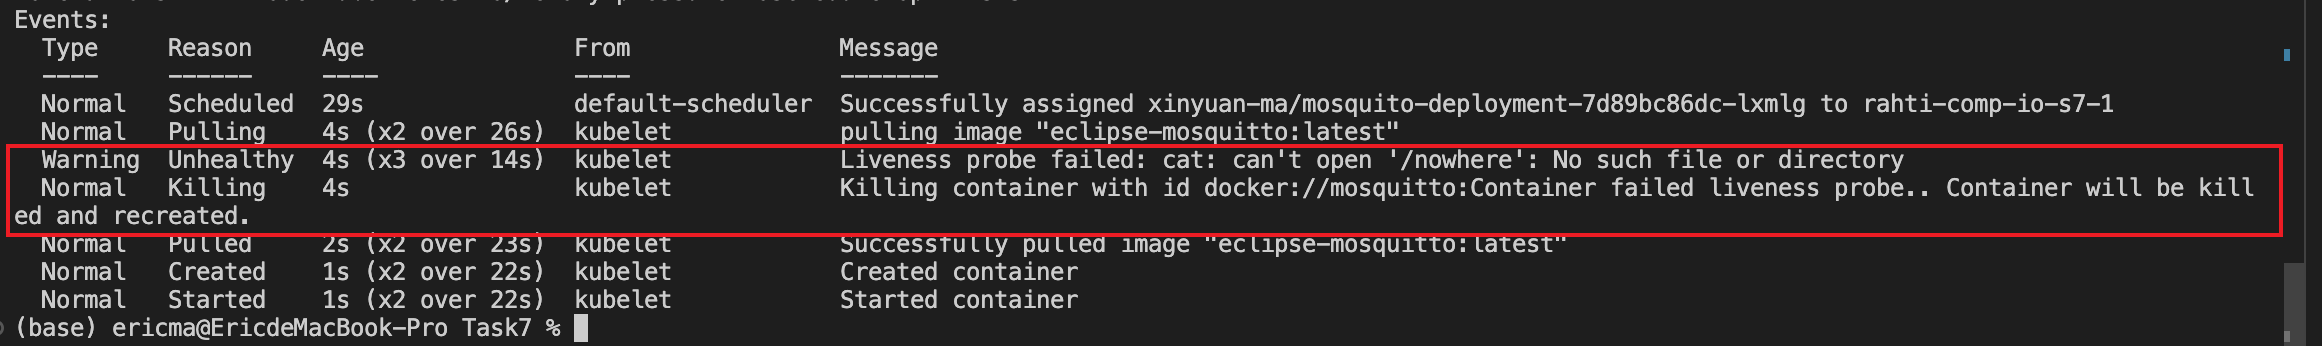 Events:
Type Reason Age From Message
---- ------ ---- ---- -------
Normal Scheduled 29s default-scheduler Successfully assigned xinyuan-ma/mosquito-deployment-7d89bc86dc-lxmlg to rahti-comp-io-s7-1
Normal Pulling 4s (x2 over 26s) kubelet pulling image "eclipse-mosquitto:latest"
Warning Unhealthy 4s (x3 over 14s) kubelet Liveness probe failed: cat: can't open '/nowhere': No such file or directory
Normal Killing 4s kubelet Killing container with id docker://mosquitto:Container failed liveness probe.. Container will be kill
ed and recreated.
Normal Pulled 2s (x2 over 23s) kubelet Successfully pulled image "eclipse-mosquitto:latest"
Normal Created 1s (x2 over 22s) kubelet Created container
Normal Started 1s (x2 over 22s) kubelet Started container
(base) ericma@EricdeMacBook-Pro Task7 %